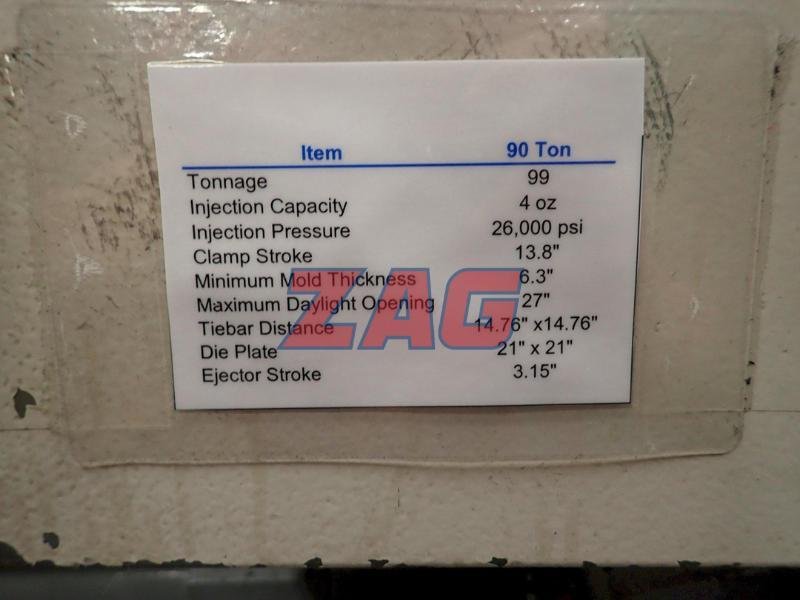 Item 90 Ton
Tonnage 99
Injection Capacity 4 oz
Injection Pressure 26,000 psi
Clamp Stroke 13.8"
Minimum Mold Thickness 6.3"
Maximum Daylight Opening 27"
Tiebar Distance 14.76" x14.76"
Die Plate 21" x 21"
Ejector Stroke 3.15"
ZAG